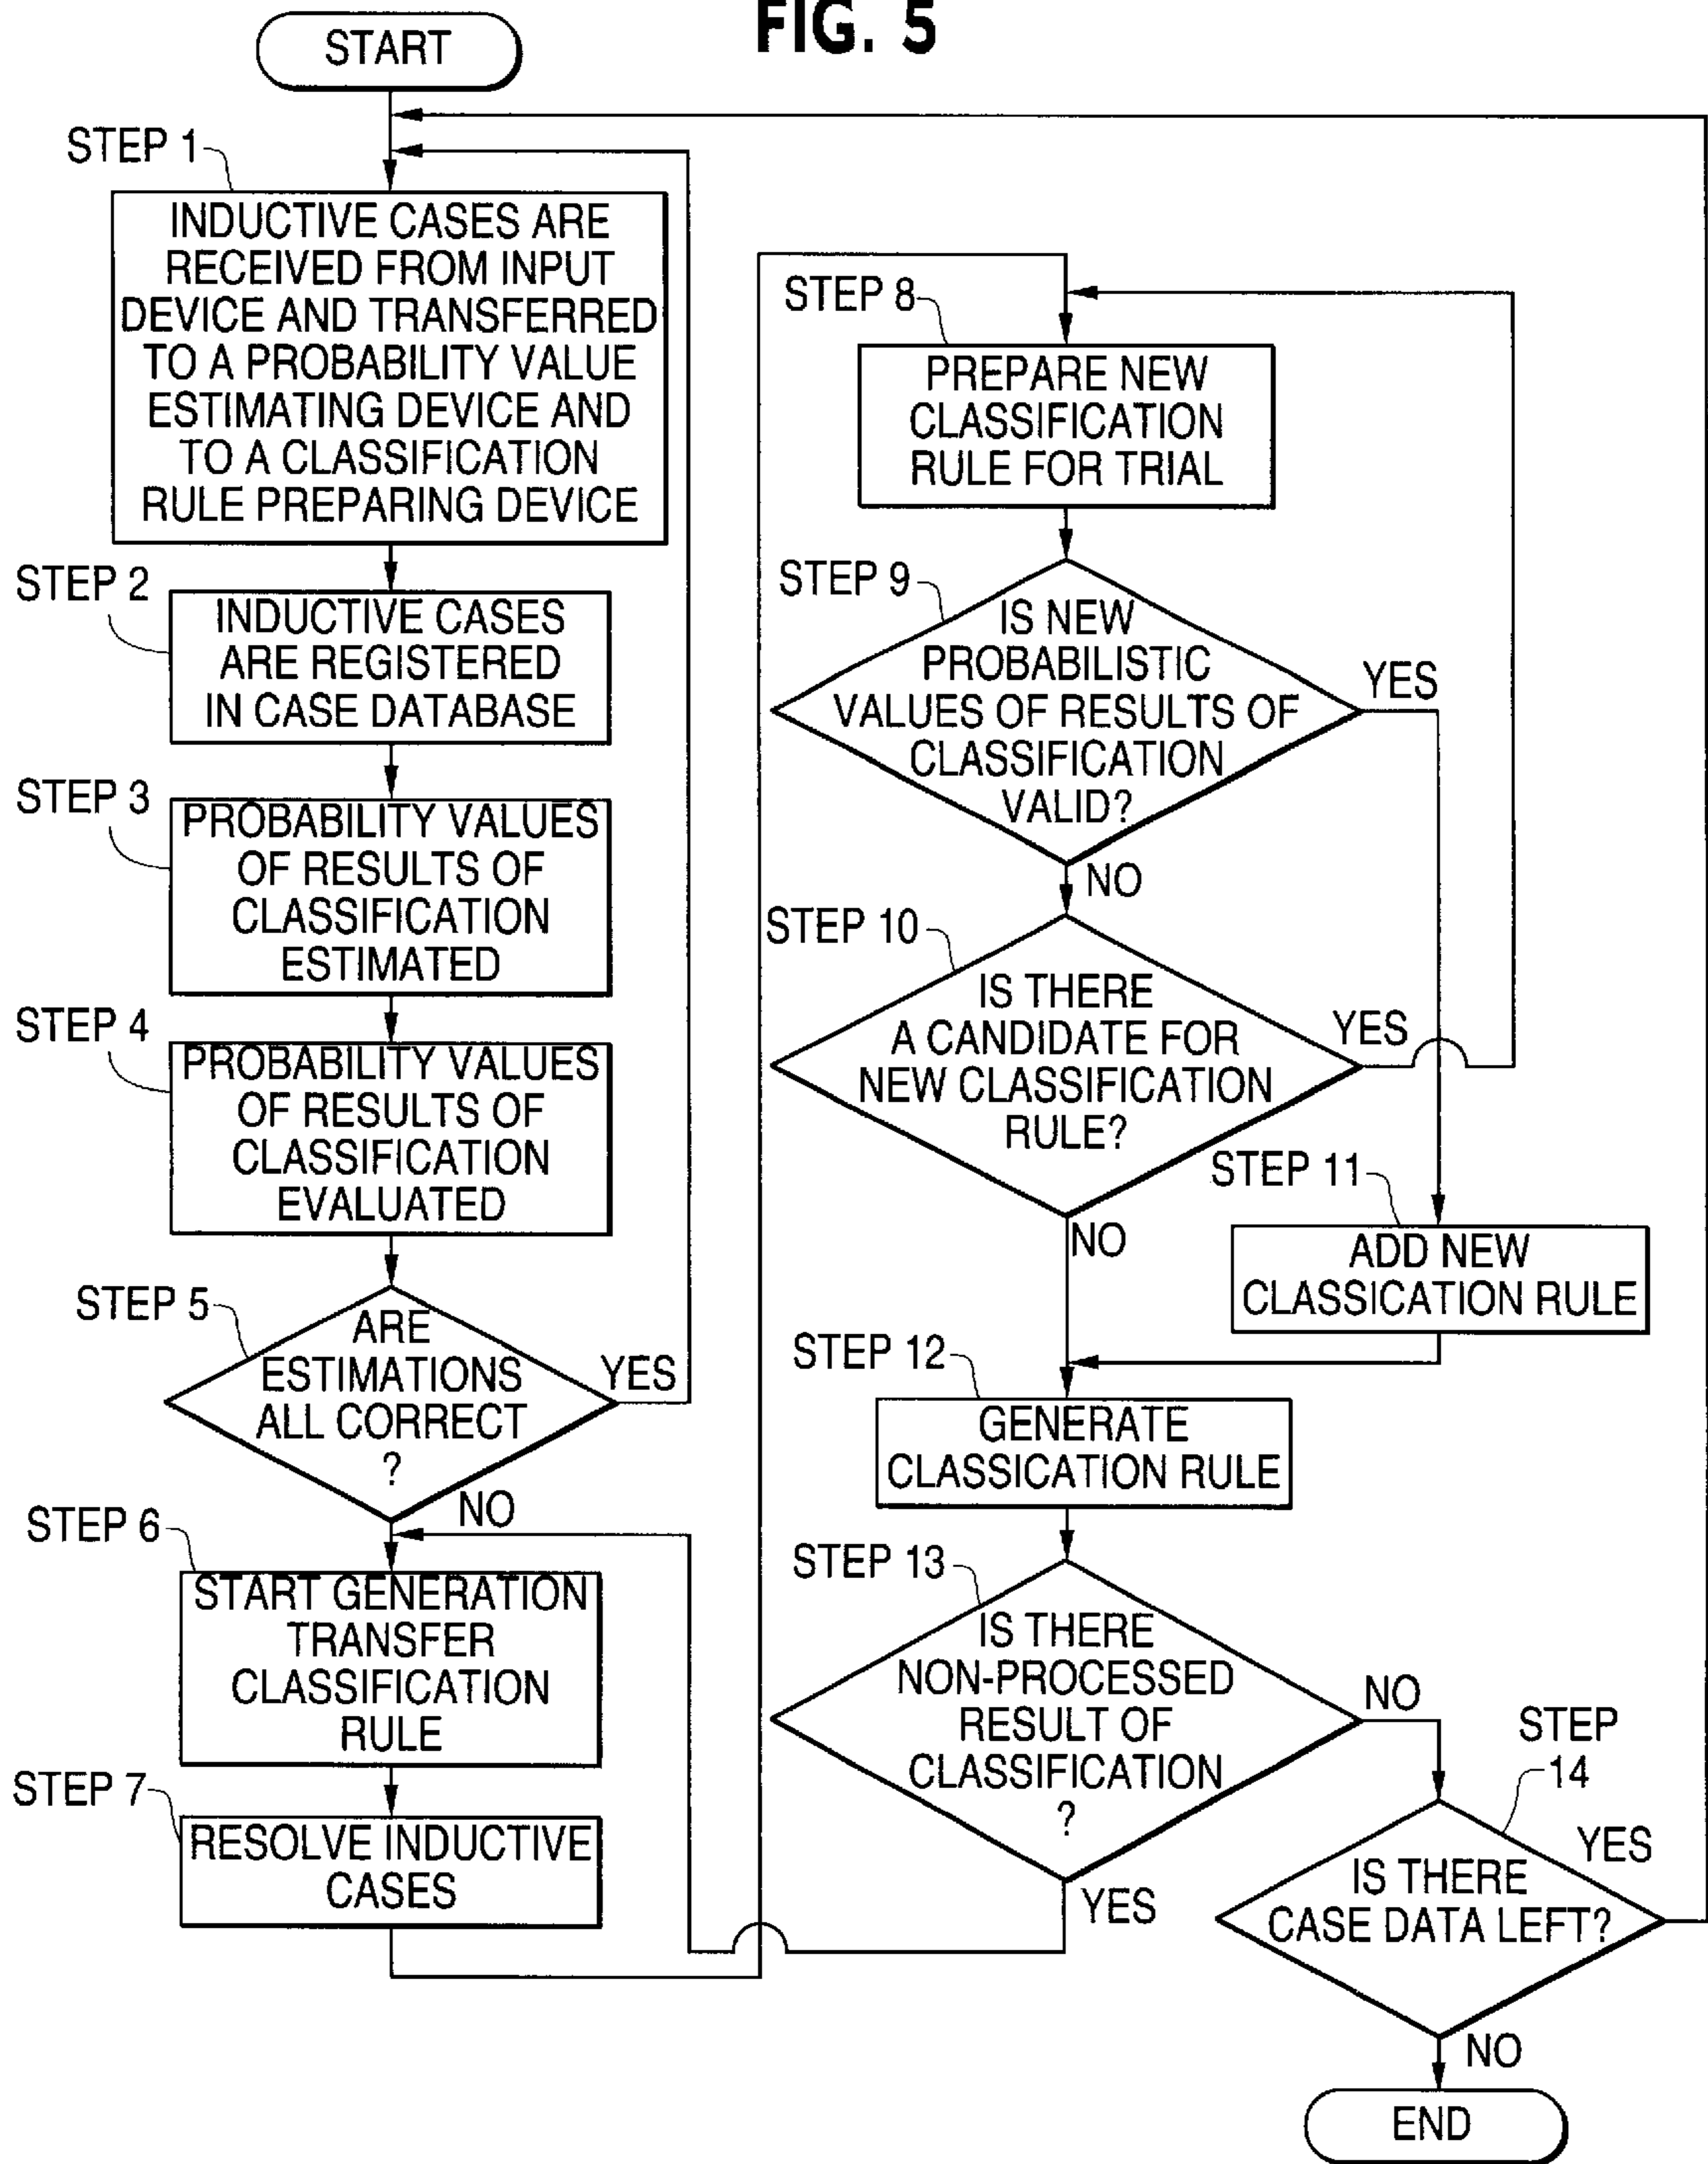 FIG. 5
START
STEP 1
INDUCTIVE CASES ARE
RECEIVED FROM INPUT
DEVICE AND TRANSFERRED
TO A PROBABILITY VALUE
ESTIMATING DEVICE AND
TO A CLASSIFICATION
RULE PREPARING DEVICE
STEP 2
INDUCTIVE CASES
ARE REGISTERED
IN CASE DATABASE
STEP 3
PROBABILITY VALUES
OF RESULTS OF
CLASSIFICATION
ESTIMATED
STEP 4
PROBABILITY VALUES
OF RESULTS OF
CLASSIFICATION
EVALUATED
STEP 5
ARE
ESTIMATIONS
ALL CORRECT
?
YES
NO
STEP 6
START GENERATION
TRANSFER
CLASSIFICATION
RULE
STEP 7
RESOLVE INDUCTIVE
CASES
STEP 8
PREPARE NEW
CLASSIFICATION
RULE FOR TRIAL
STEP 9
IS NEW
PROBABILISTIC
VALUES OF RESULTS OF
CLASSIFICATION
VALID?
YES
NO
STEP 10
IS THERE
A CANDIDATE FOR
NEW CLASSIFICATION
RULE?
YES
NO
STEP 11
ADD NEW
CLASSICATION RULE
STEP 12
GENERATE
CLASSICATION RULE
STEP 13
IS THERE
NON-PROCESSED
RESULT OF
CLASSIFICATION
?
NO
YES
STEP
14
IS THERE
CASE DATA LEFT?
YES
NO
END